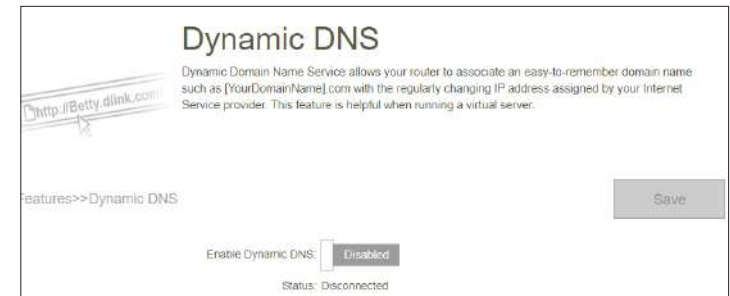 Dynamic DNS
Dynamic Domain Name Service allows your router to associate an easy-to-remember domain name
such as [YourDomainName].com with the regularly changing IP address assigned by your Internet
Service provider. This feature is helpful when running a virtual server.
http://Betty.dlink.com
Features>>Dynamic DNS
Save
Enable Dynamic DNS: Disabled
Status: Disconnected